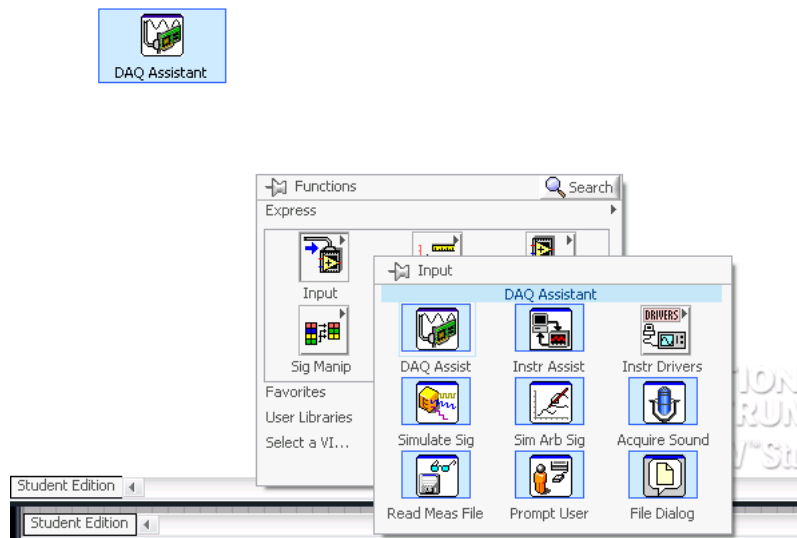 DAQ Assistant
Functions
Search
Express
Input
Input
DAQ Assistant
DRIVERS
Sig Manip
DAQ Assist
Instr Assist
Instr Drivers
Favorites
User Libraries
Select a VI...
Simulate Sig
Sim Arb Sig
Acquire Sound
Read Meas File
Prompt User
File Dialog
Student Edition
Student Edition